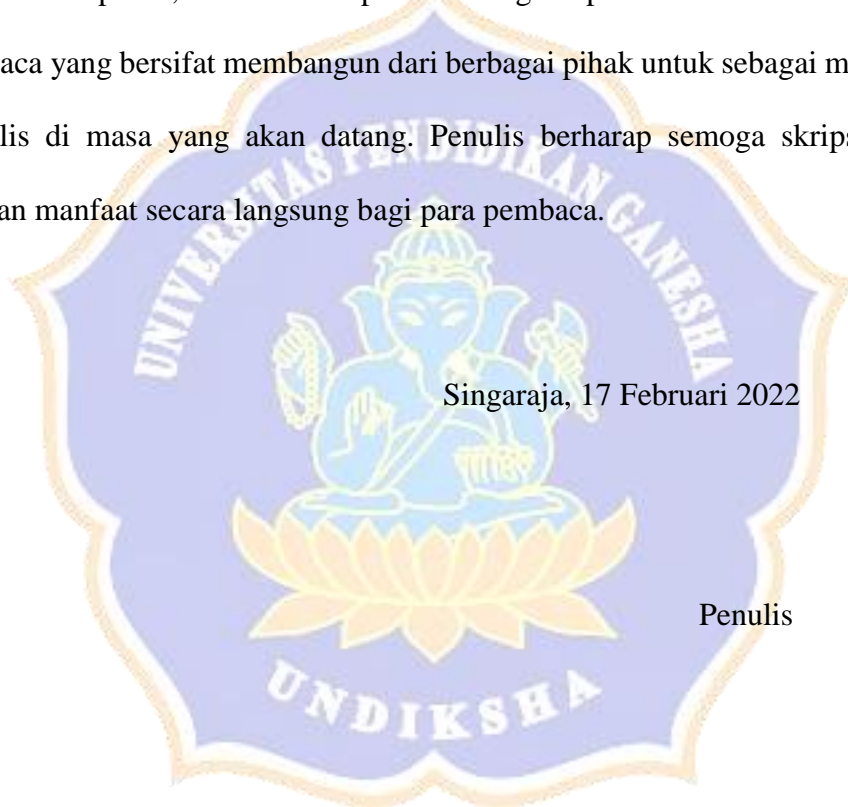 aca yang bersifat membangun dari berbagai pihak untuk sebagai m
lis di masa yang akan datang. Penulis berharap semoga skrips
an manfaat secara langsung bagi para pembaca.
UNIVERSITAS PENDIDIKAN GANESHA
Singaraja, 17 Februari 2022
Penulis
UNDIKSHA